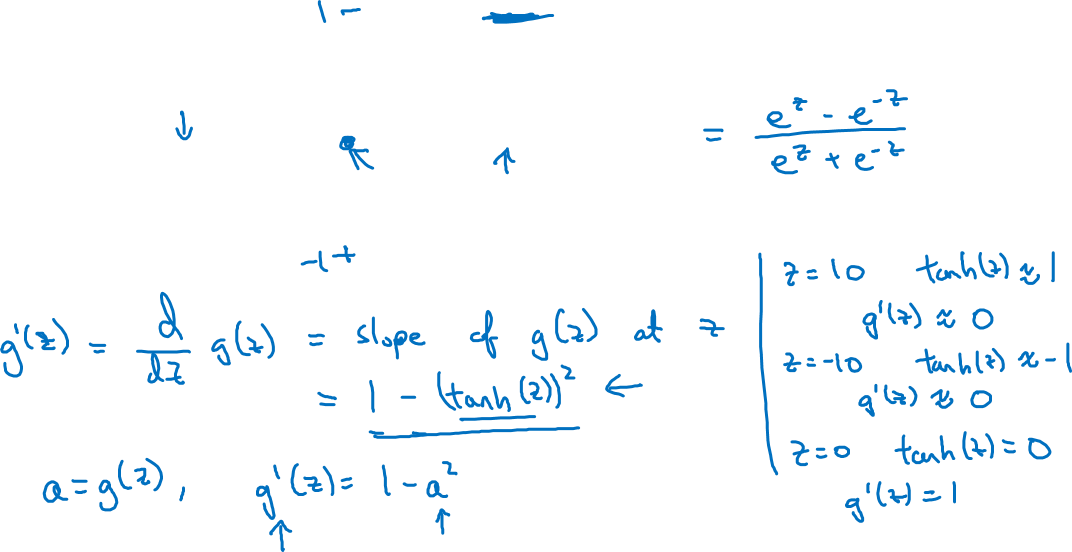 1 -
= e^z - e^-z / e^z + e^-z
-1 +
g'(z) = d/dz g(z) = slope of g(z) at z
= 1 - (tanh(z))^2 ←
a = g(z), g'(z) = 1 - a^2
z = 10 tanh(z) ≈ 1
g'(z) ≈ 0
z = -10 tanh(z) ≈ -1
g'(z) ≈ 0
z = 0 tanh(z) = 0
g'(z) = 1